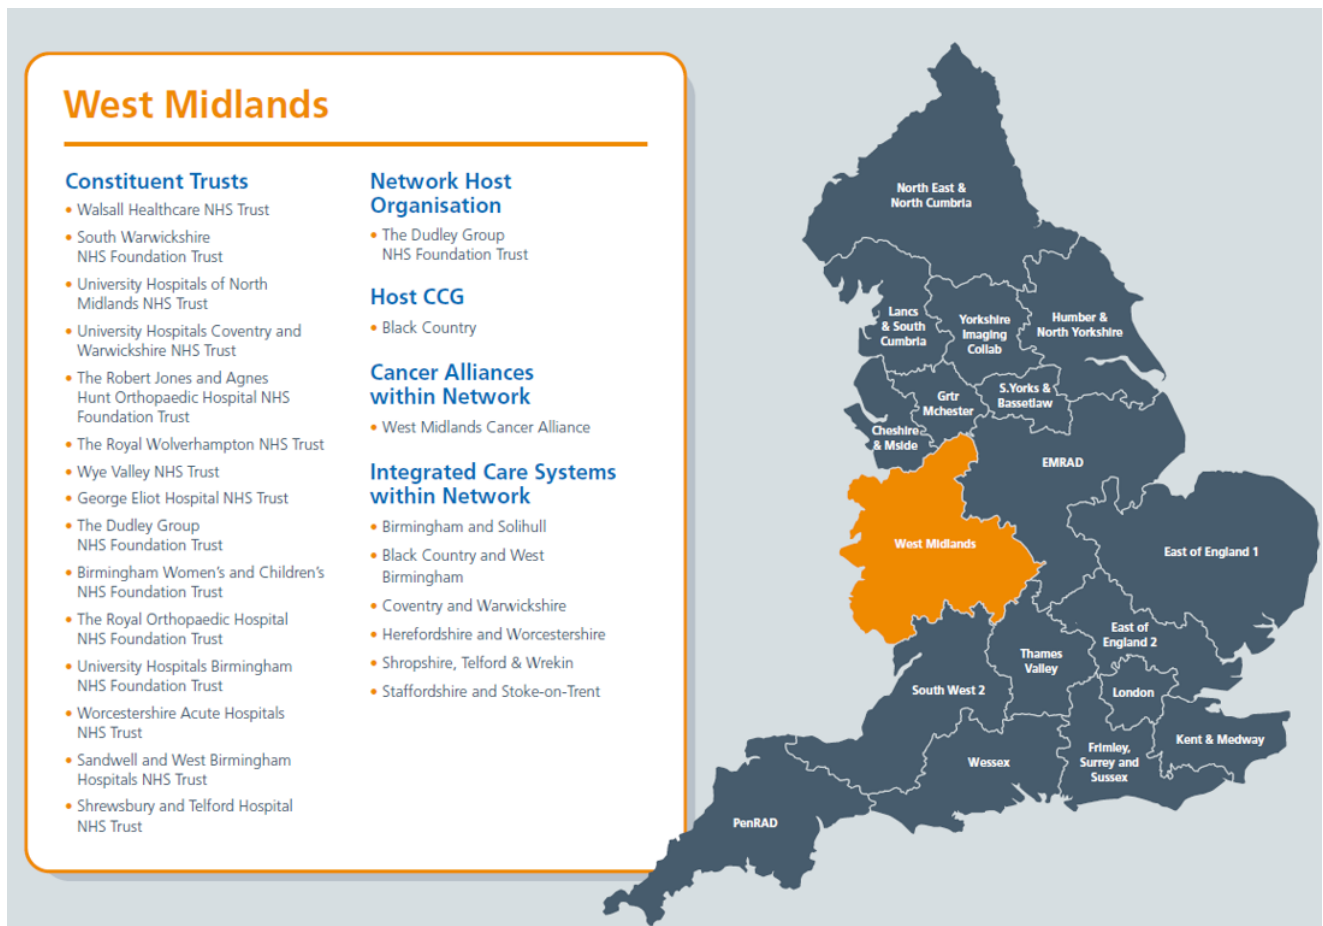 West Midlands
Constituent Trusts
• Walsall Healthcare NHS Trust
• South Warwickshire
NHS Foundation Trust
• University Hospitals of North
Midlands NHS Trust
• University Hospitals Coventry and
Warwickshire NHS Trust
• The Robert Jones and Agnes
Hunt Orthopaedic Hospital NHS
Foundation Trust
• The Royal Wolverhampton NHS Trust
• Wye Valley NHS Trust
• George Eliot Hospital NHS Trust
• The Dudley Group
NHS Foundation Trust
• Birmingham Women's and Children's
NHS Foundation Trust
• The Royal Orthopaedic Hospital
NHS Foundation Trust
• University Hospitals Birmingham
NHS Foundation Trust
• Worcestershire Acute Hospitals
NHS Trust
• Sandwell and West Birmingham
Hospitals NHS Trust
• Shrewsbury and Telford Hospital
NHS Trust
Network Host
Organisation
• The Dudley Group
NHS Foundation Trust
Host CCG
• Black Country
Cancer Alliances
within Network
• West Midlands Cancer Alliance
Integrated Care Systems
within Network
• Birmingham and Solihull
• Black Country and West
Birmingham
• Coventry and Warwickshire
• Herefordshire and Worcestershire
• Shropshire, Telford & Wrekin
• Staffordshire and Stoke-on-Trent
North East &
North Cumbria
Lancs
& South
Cumbria
Yorkshire
Imaging
Collab
Humber &
North Yorkshire
Grtr
Mchester
S.Yorks &
Bassetlaw
Cheshire
& Mside
EMRAD
West Midlands
East of England 1
East of
England 2
Thames
Valley
South West 2
London
Kent & Medway
Frimley,
Surrey and
Sussex
Wessex
PenRAD